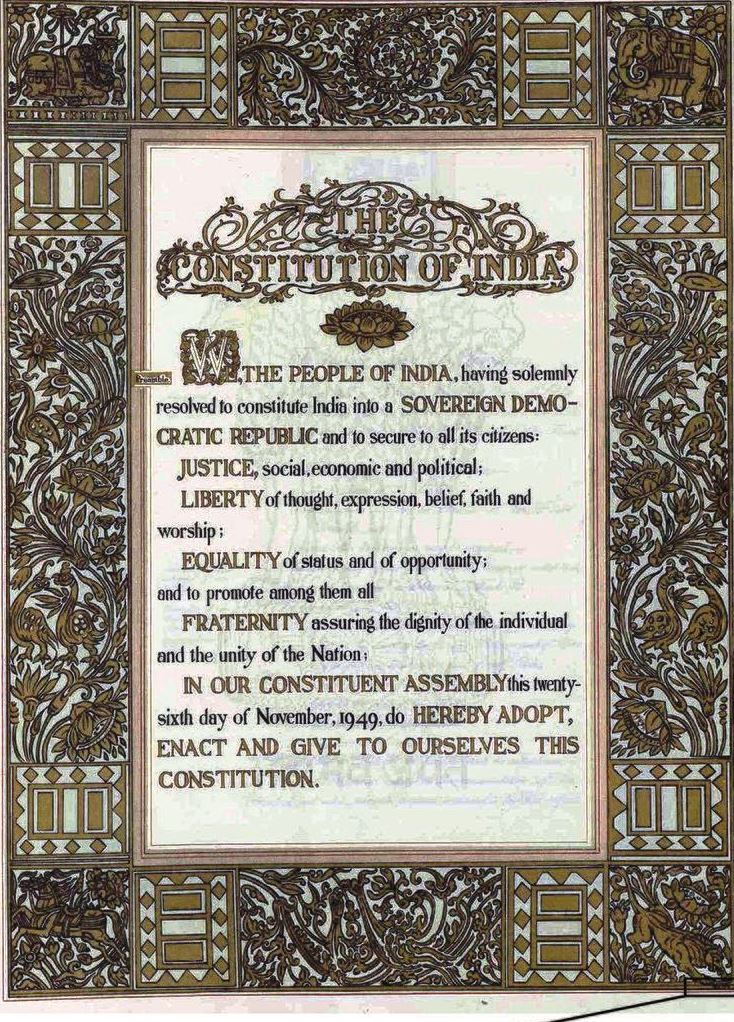 THE
CONSTITUTION OF INDIA
Preamble.
WE, THE PEOPLE OF INDIA, having solemnly
resolved to constitute India into a SOVEREIGN DEMO-
CRATIC REPUBLIC and to secure to all its citizens:
JUSTICE, social, economic and political;
LIBERTY of thought, expression, belief, faith and
worship;
EQUALITY of status and of opportunity;
and to promote among them all
FRATERNITY assuring the dignity of the individual
and the unity of the Nation;
IN OUR CONSTITUENT ASSEMBLY this twenty-
sixth day of November, 1949, do HEREBY ADOPT,
ENACT AND GIVE TO OURSELVES THIS
CONSTITUTION.